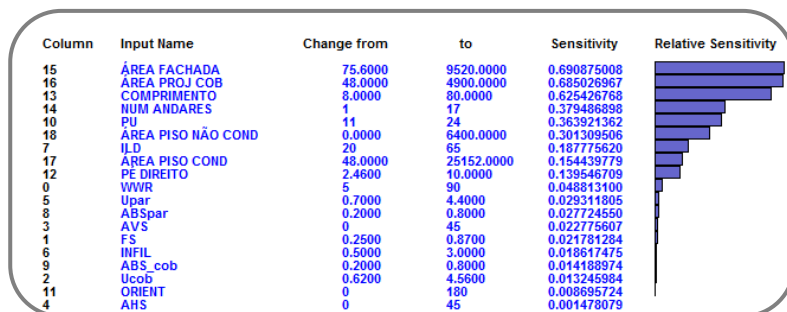 Column Input Name Change from to Sensitivity Relative Sensitivity
15 ÁREA FACHADA 75.6000 9520.0000 0.690875008
16 ÁREA PROJ COB 48.0000 4900.0000 0.685026967
13 COMPRIMENTO 8.0000 80.0000 0.625426768
14 NUM ANDARES 1 17 0.379486898
10 PU 11 24 0.363921362
18 ÁREA PISO NÃO COND 0.0000 6400.0000 0.301309506
7 ILD 20 65 0.187775620
17 ÁREA PISO COND 48.0000 25152.0000 0.154439779
12 PÉ DIREITO 2.4600 10.0000 0.139546709
0 WWR 5 90 0.048813100
5 Upar 0.7000 4.4000 0.029311805
8 ABSpar 0.2000 0.8000 0.027724550
3 AVS 0 45 0.022775607
1 FS 0.2500 0.8700 0.021781284
6 INFIL 0.5000 3.0000 0.018617475
9 ABS_cob 0.2000 0.8000 0.014188974
2 Ucob 0.6200 4.5600 0.013245984
11 ORIENT 0 180 0.008695724
4 AHS 0 45 0.001478079